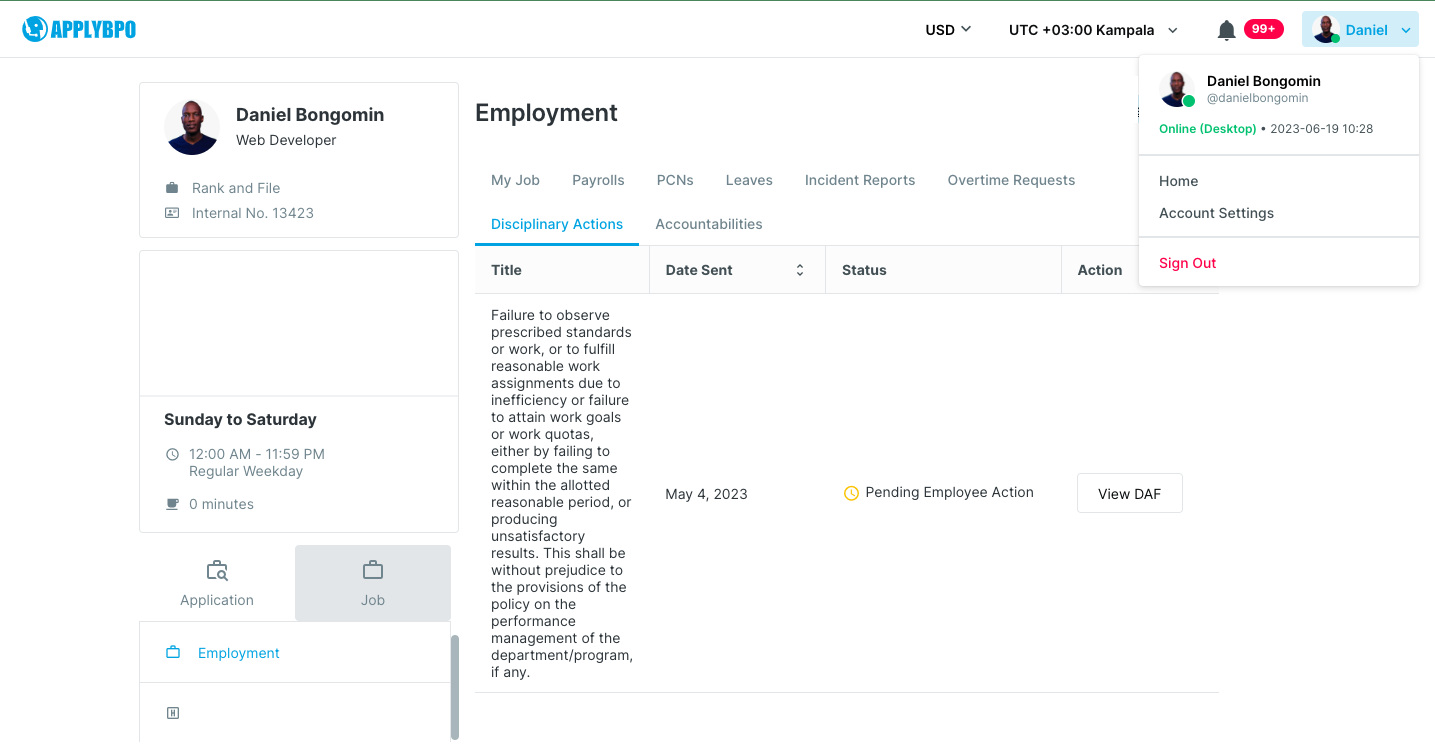 APPLYBPO
USD
UTC +03:00 Kampala
99+
Daniel
Daniel Bongomin
@danielbongomin
Online (Desktop) • 2023-06-19 10:28
Home
Account Settings
Sign Out
Daniel Bongomin
Web Developer
Rank and File
Internal No. 13423
Sunday to Saturday
12:00 AM - 11:59 PM
Regular Weekday
0 minutes
Application
Job
Employment
H
Employment
My Job
Payrolls
PCNs
Leaves
Incident Reports
Overtime Requests
Disciplinary Actions
Accountabilities
Title
Date Sent
Status
Action
Failure to observe
prescribed standards
or work, or to fulfill
reasonable work
assignments due to
inefficiency or failure
to attain work goals
or work quotas,
either by failing to
complete the same
within the allotted
reasonable period, or
producing
unsatisfactory
results. This shall be
without prejudice to
the provisions of the
policy on the
performance
management of the
department/program,
if any.
May 4, 2023
Pending Employee Action
View DAF